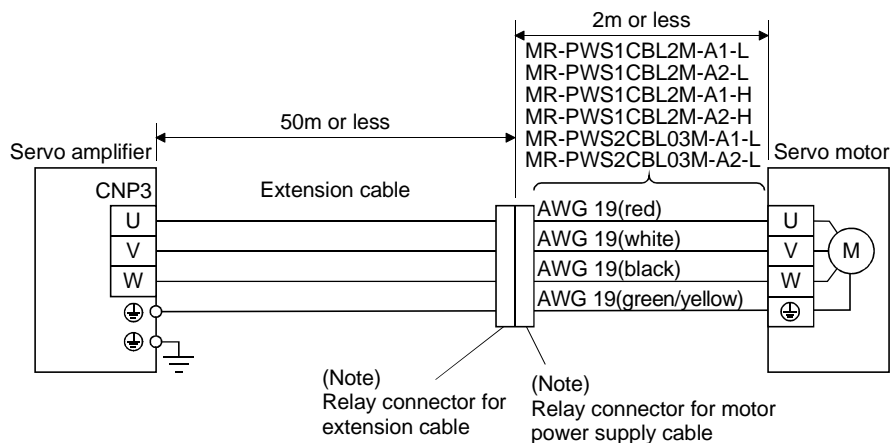 2m or less
MR-PWS1CBL2M-A1-L
MR-PWS1CBL2M-A2-L
MR-PWS1CBL2M-A1-H
MR-PWS1CBL2M-A2-H
MR-PWS2CBL03M-A1-L
MR-PWS2CBL03M-A2-L
50m or less
Servo amplifier
Servo motor
CNP3
Extension cable
U
V
W
AWG 19(red)
AWG 19(white)
AWG 19(black)
AWG 19(green/yellow)
U
V
W
M
(Note)
Relay connector for
extension cable
(Note)
Relay connector for motor
power supply cable